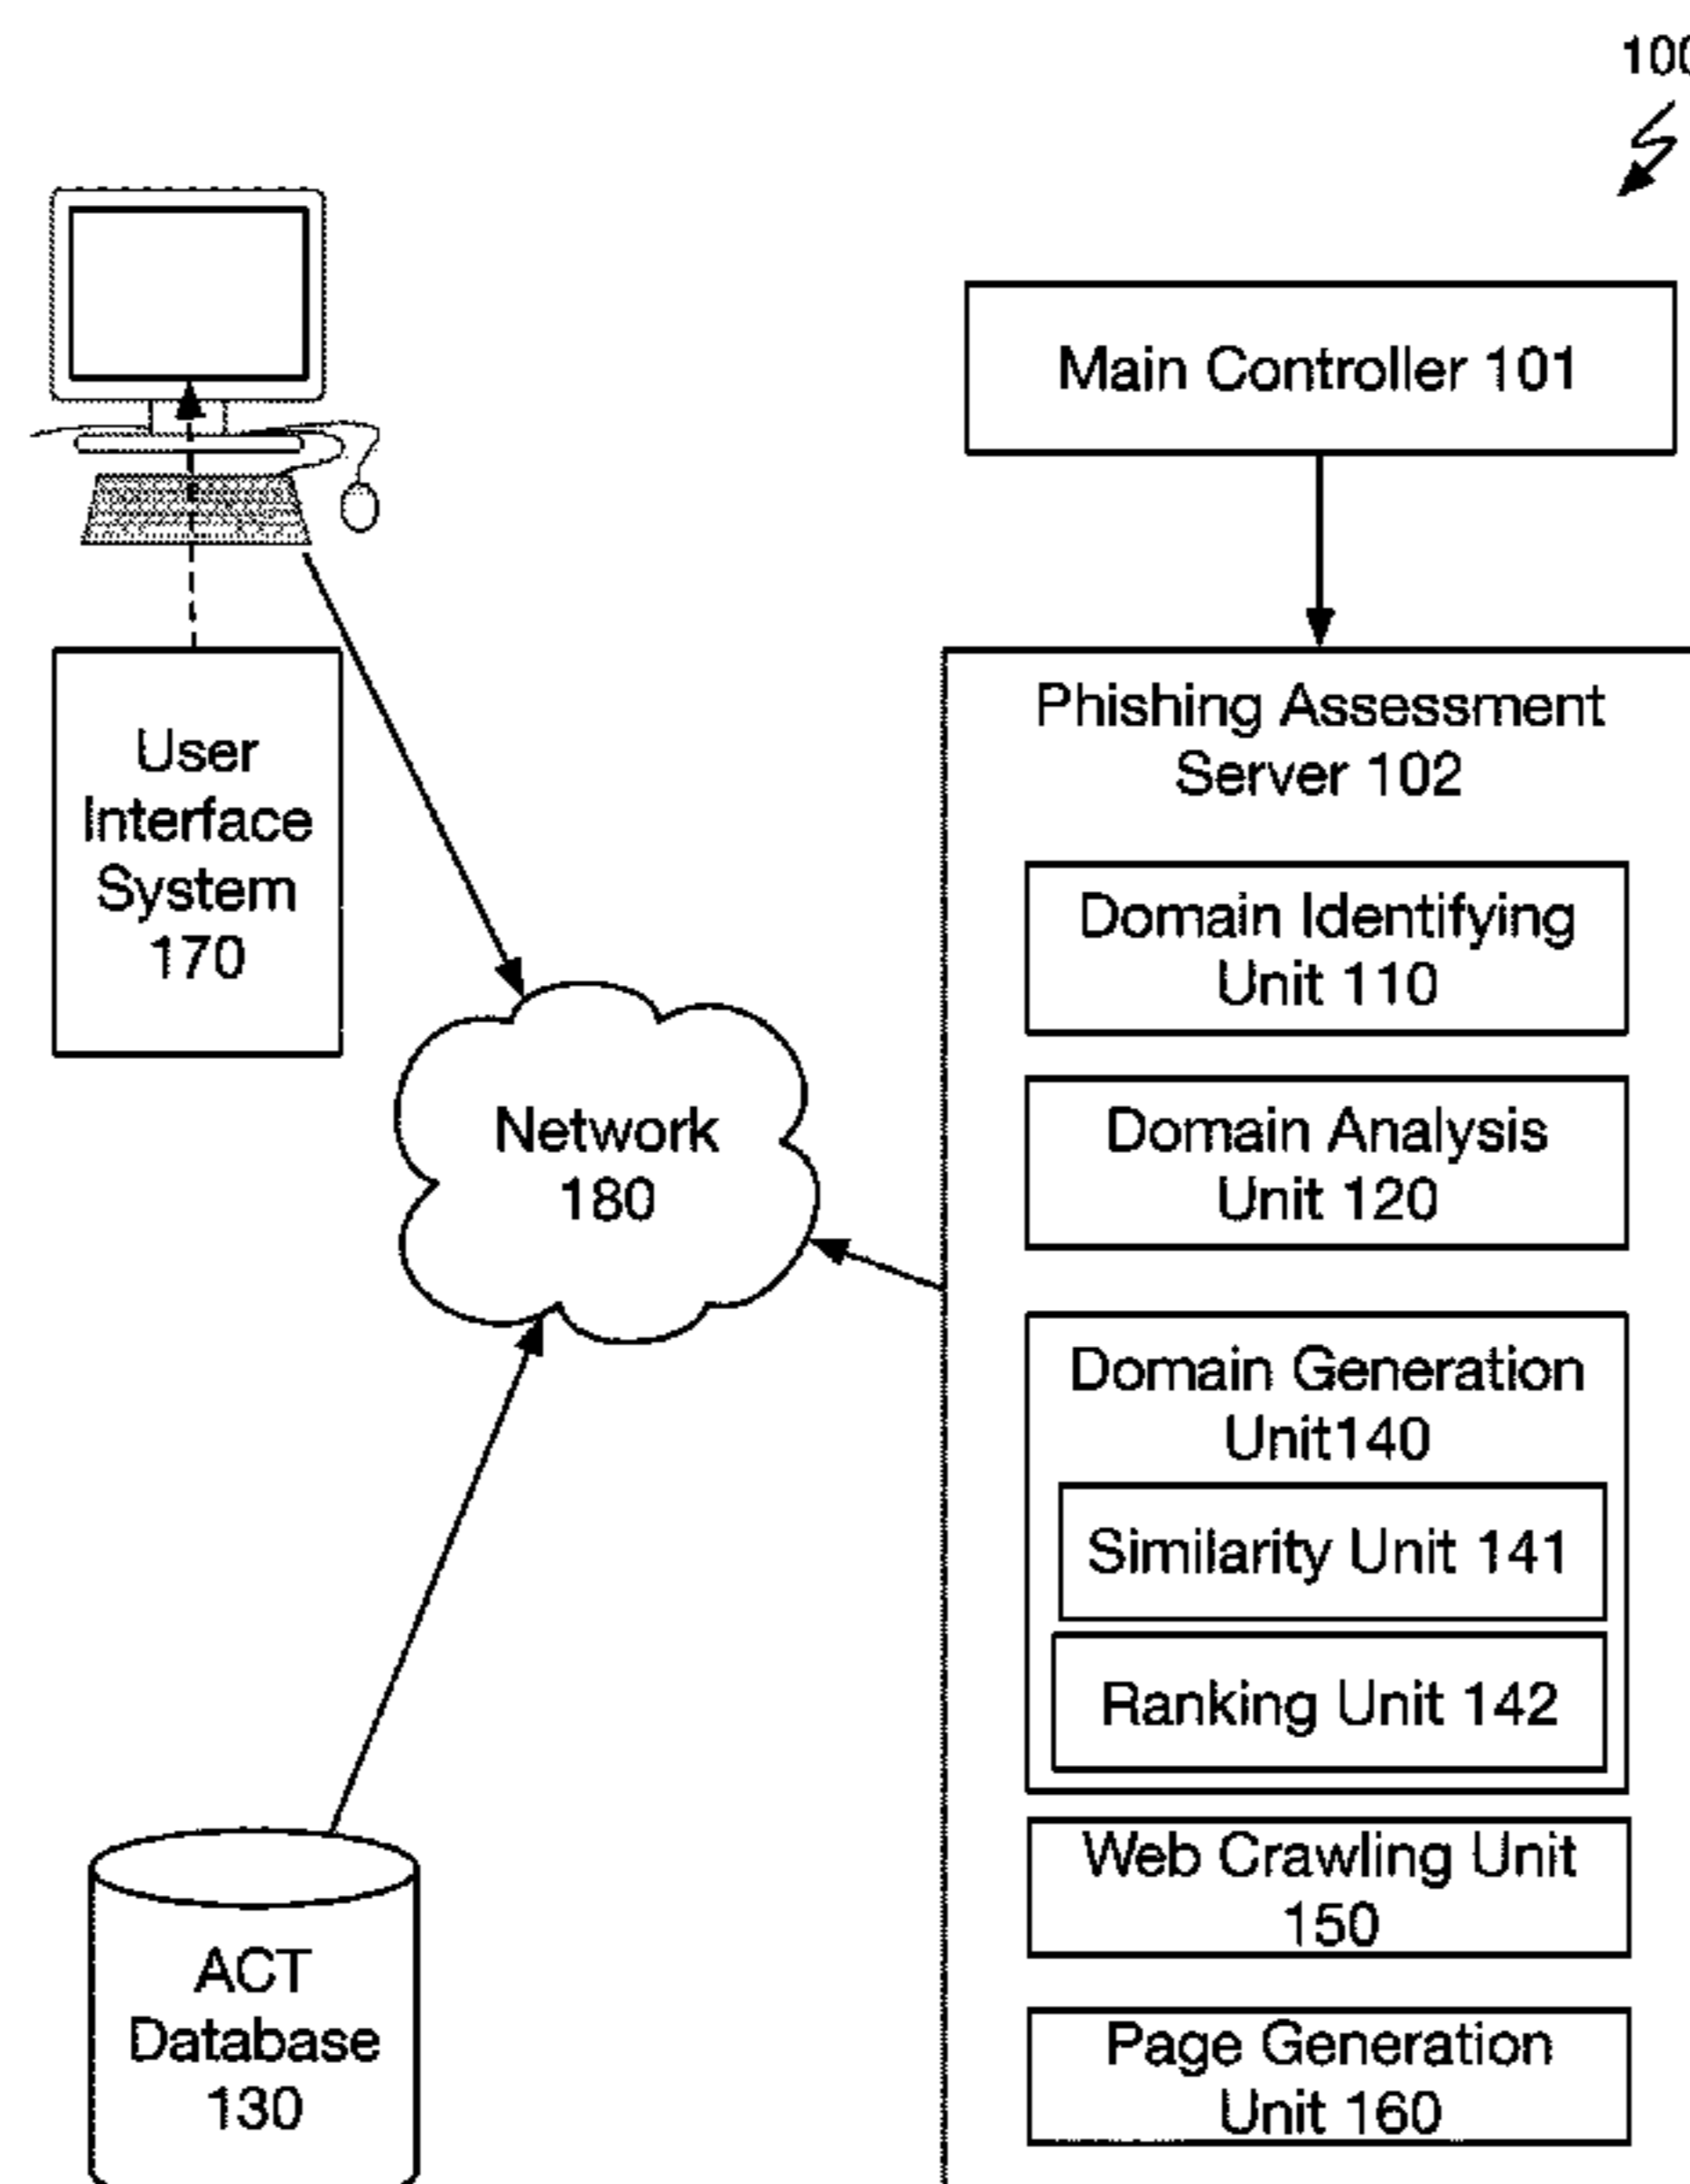 100
Main Controller 101
User
Interface
System
170
Phishing Assessment
Server 102
Domain Identifying
Unit 110
Domain Analysis
Unit 120
Network
180
Domain Generation
Unit140
Similarity Unit 141
Ranking Unit 142
Web Crawling Unit
150
Page Generation
Unit 160
ACT
Database
130